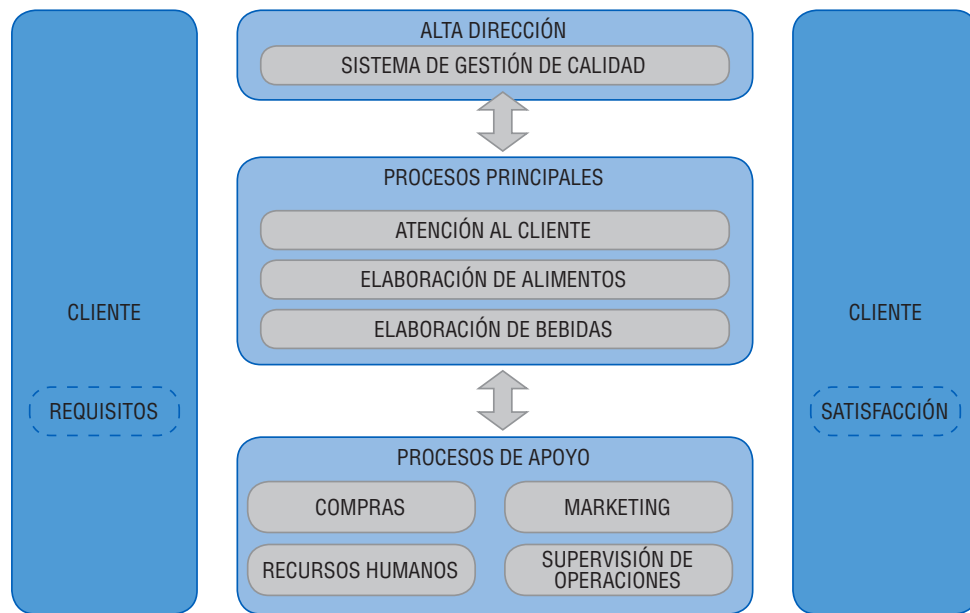 CLIENTE
REQUISITOS
ALTA DIRECCIÓN
SISTEMA DE GESTIÓN DE CALIDAD
PROCESOS PRINCIPALES
ATENCIÓN AL CLIENTE
ELABORACIÓN DE ALIMENTOS
ELABORACIÓN DE BEBIDAS
PROCESOS DE APOYO
COMPRAS
MARKETING
RECURSOS HUMANOS
SUPERVISIÓN DE
OPERACIONES
CLIENTE
SATISFACCIÓN